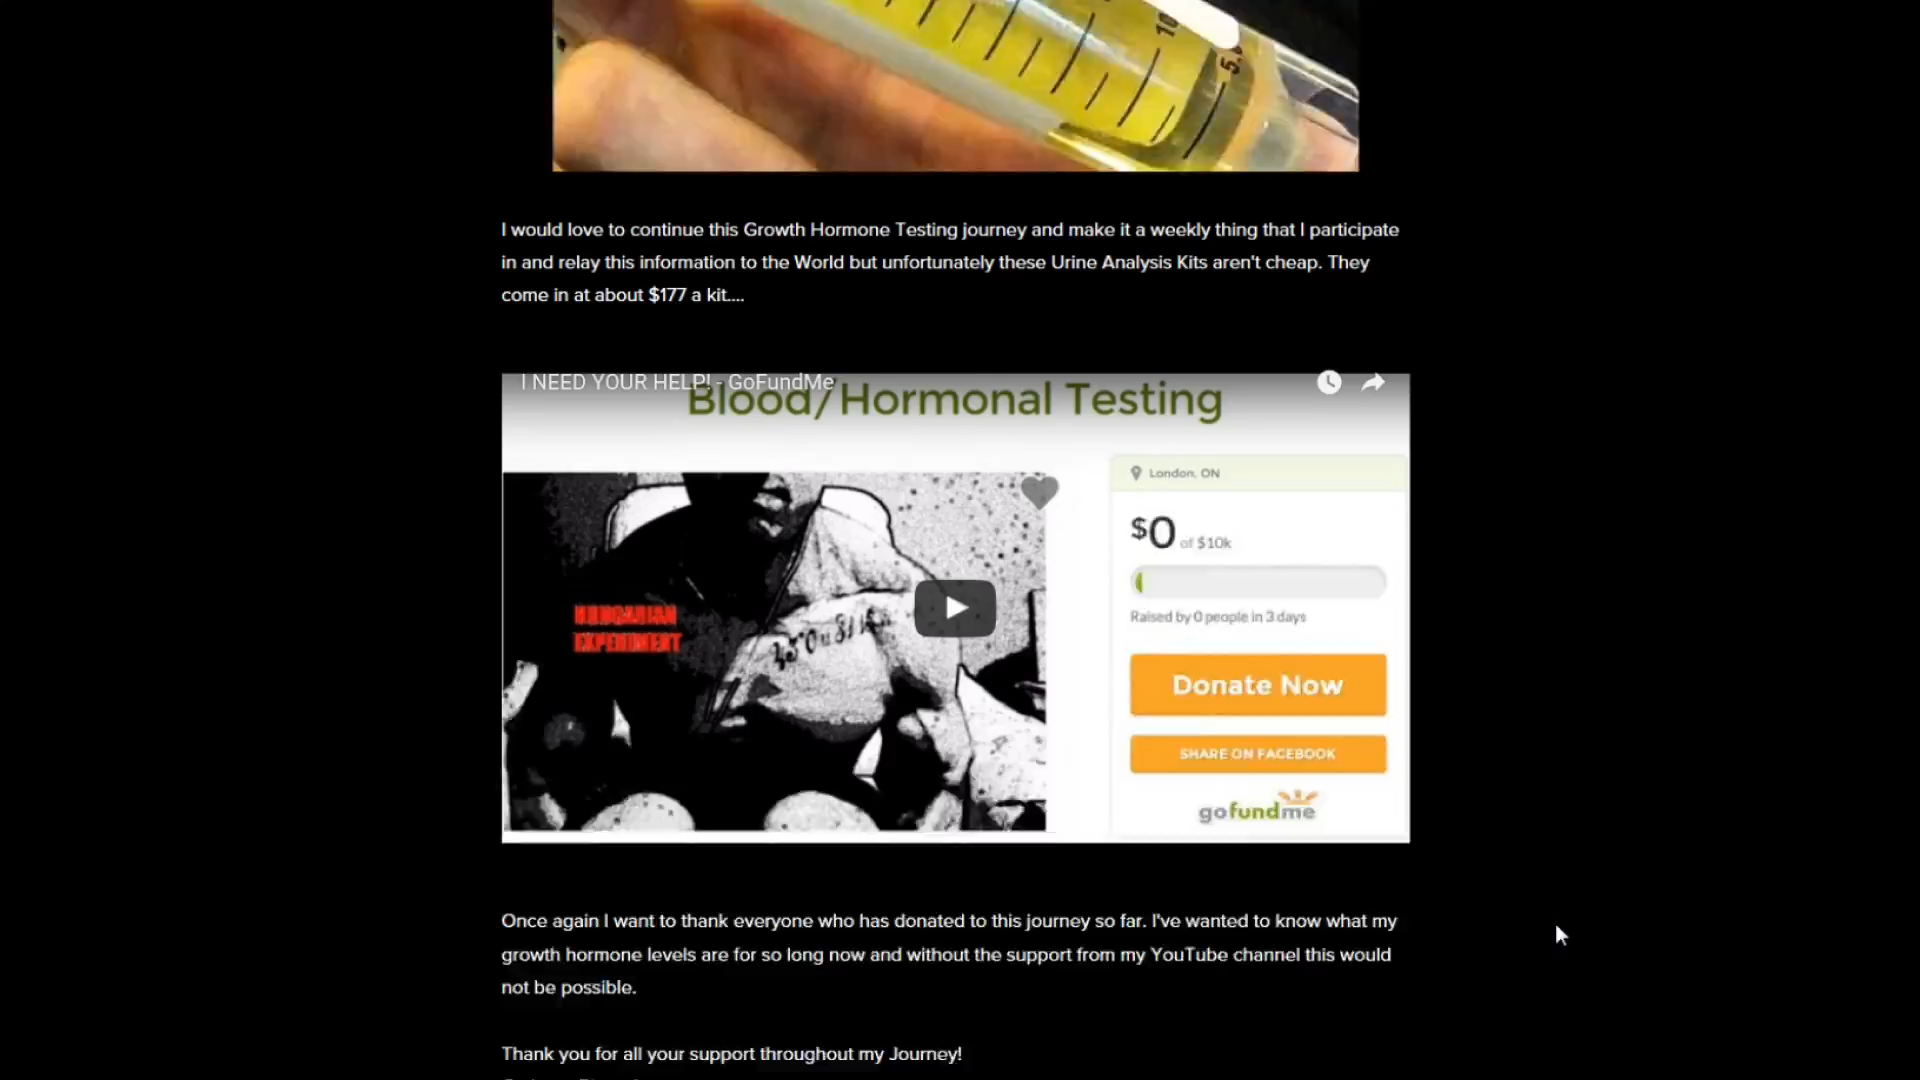 10
5.0
I would love to continue this Growth Hormone Testing journey and make it a weekly thing that I participate
in and relay this information to the World but unfortunately these Urine Analysis Kits aren't cheap. They
come in at about $177 a kit....
I NEED YOUR HELP! - GoFundMe
Blood/Hormonal Testing
London, ON
$0 of $10k
HUNGARIAN
EXPERIMENT
Raised by 0 people in 3 days
Donate Now
SHARE ON FACEBOOK
gofundme
Once again I want to thank everyone who has donated to this journey so far. I've wanted to know what my
growth hormone levels are for so long now and without the support from my YouTube channel this would
not be possible.
Thank you for all your support throughout my Journey!